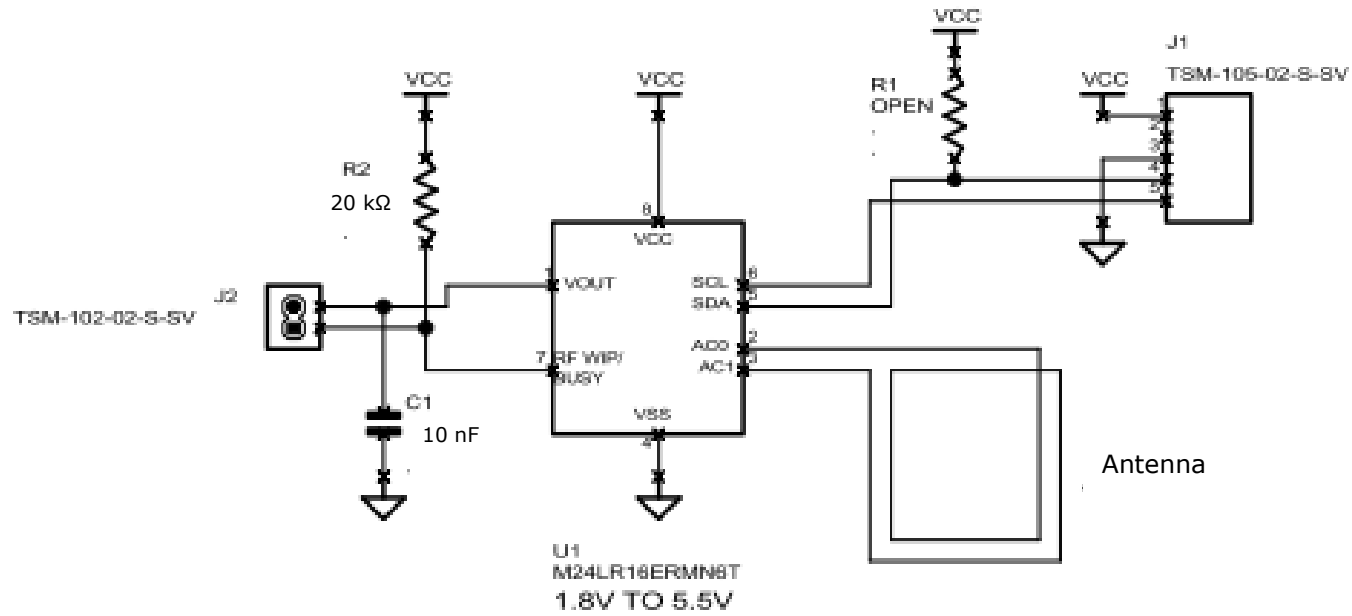 VCC
J1
TSM-105-02-S-SV
VCC
VCC
R1
OPEN
VCC
1
2
3
4
5
R2
20 kΩ
8
VCC
J2
TSM-102-02-S-SV
1
VOUT
SCL
6
SDA
5
AC0
2
7
RF WIP/
BUSY
AC1
3
C1
10 nF
VSS
4
Antenna
U1
M24LR16ERMN6T
1.8V TO 5.5V